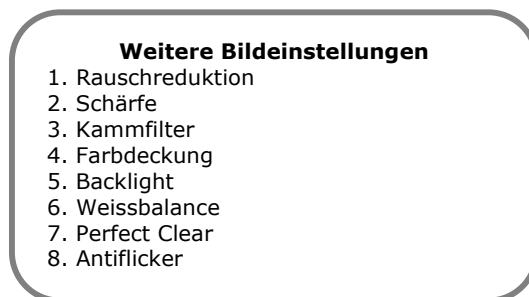 Weitere Bildeinstellungen
1. Rauschreduktion
2. Schärfe
3. Kammfilter
4. Farbdeckung
5. Backlight
6. Weissbalance
7. Perfect Clear
8. Antiflicker